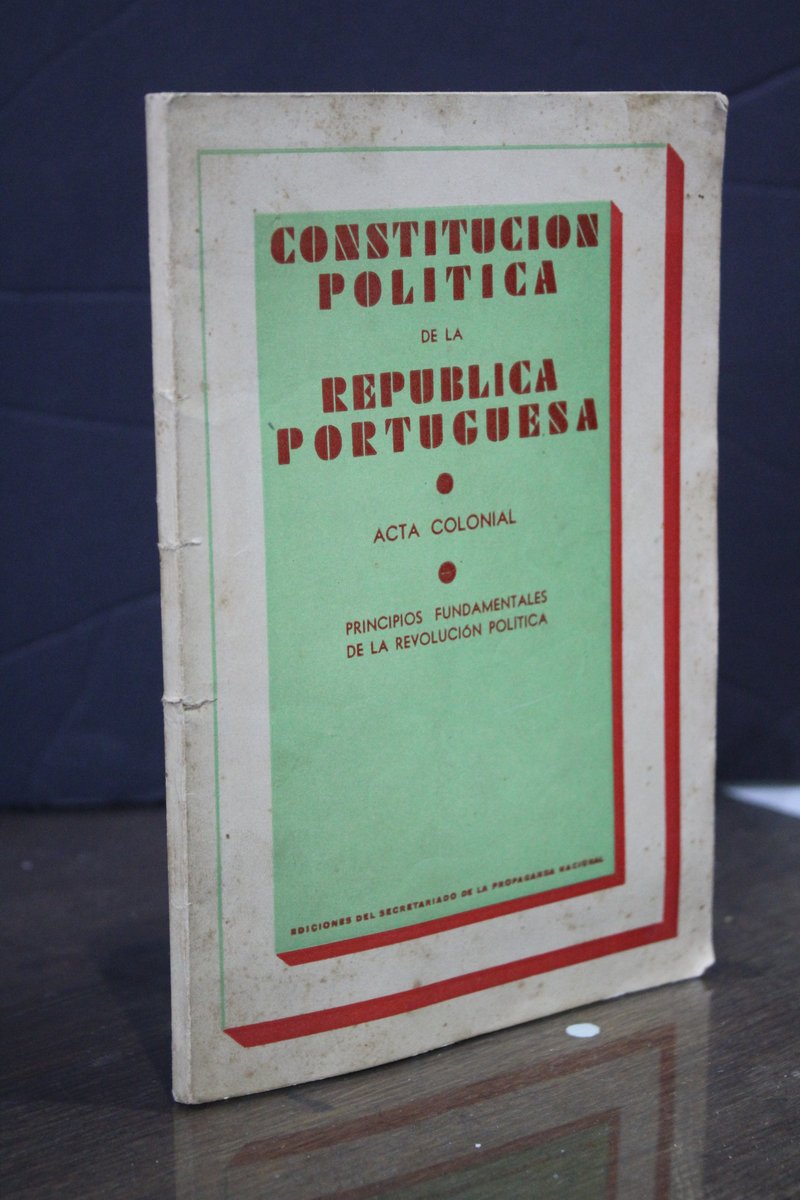 CONSTITUCION
POLITICA
DE LA
REPUBLICA
PORTUGUESA
ACTA COLONIAL
PRINCIPIOS FUNDAMENTALES
DE LA REVOLUCIÓN POLITICA
EDICIONES DEL SECRETARIADO DE LA PROPAGANDA NACIONAL